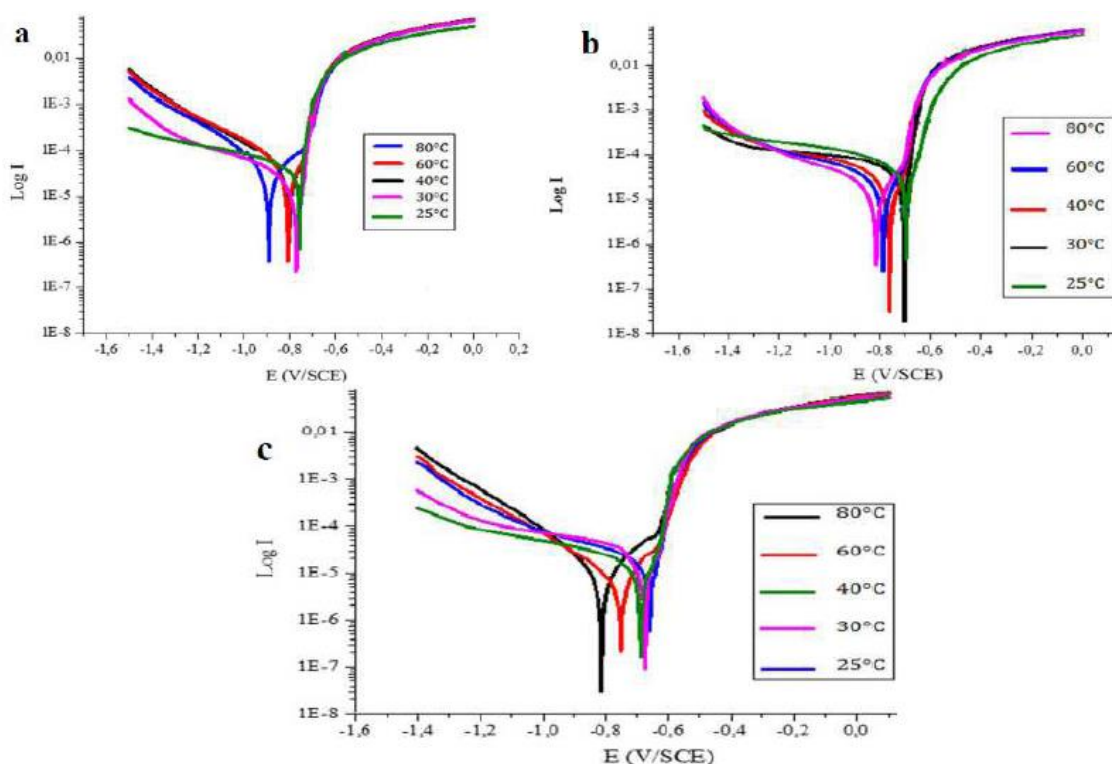 a
0,01
1E-3
1E-4
1E-5
1E-6
1E-7
1E-8
Log I
80°C
60°C
40°C
30°C
25°C
-1,6 -1,4 -1,2 -1,0 -0,8 -0,6 -0,4 -0,2 0,0 0,2
E (V/SCE)
b
0,01
1E-3
1E-4
1E-5
1E-6
1E-7
1E-8
Log I
80°C
60°C
40°C
30°C
25°C
-1,6 -1,4 -1,2 -1,0 -0,8 -0,6 -0,4 -0,2 0,0
E (V/SCE)
c
0,01
1E-3
1E-4
1E-5
1E-6
1E-7
1E-8
Log I
80°C
60°C
40°C
30°C
25°C
-1,6 -1,4 -1,2 -1,0 -0,8 -0,6 -0,4 -0,2 0,0
E (V/SCE)